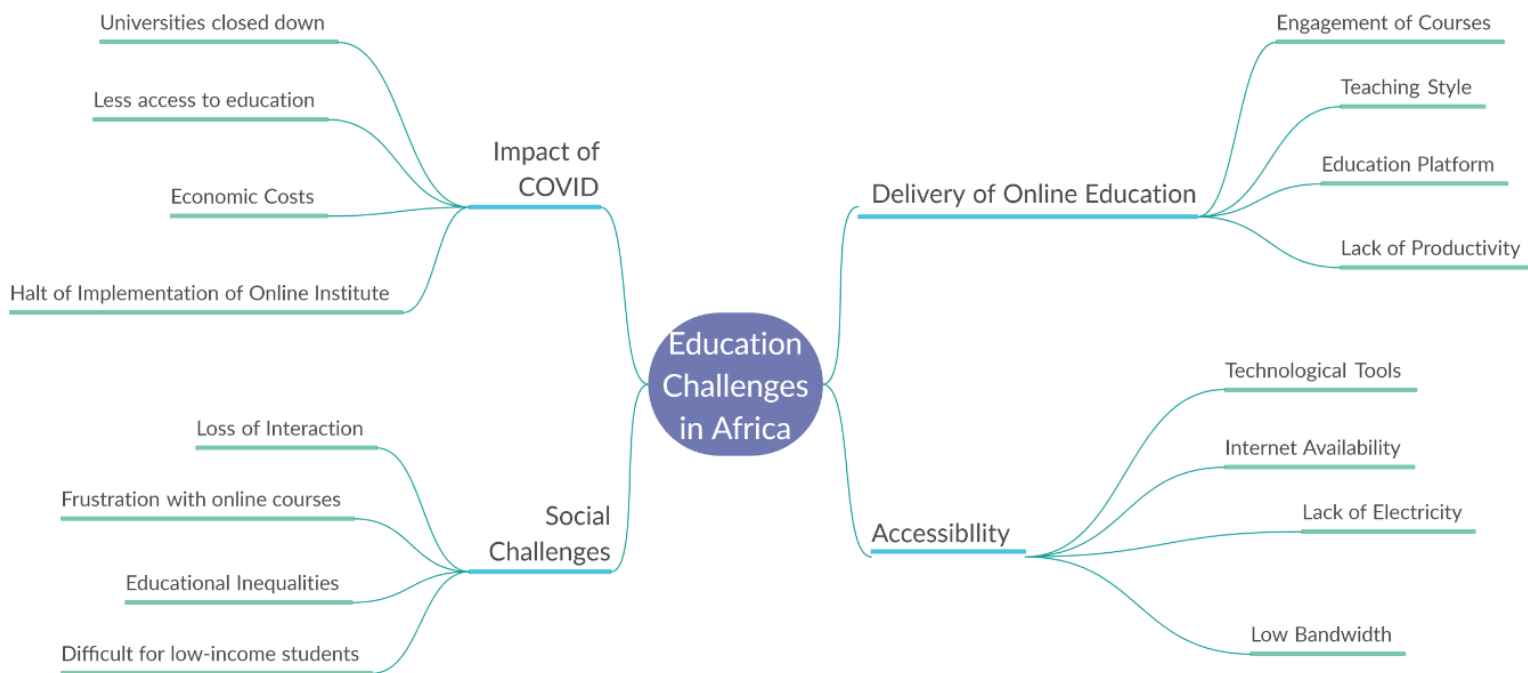 Universities closed down
Less access to education
Economic Costs
Halt of Implementation of Online Institute
Impact of
COVID
Loss of Interaction
Frustration with online courses
Educational Inequalities
Difficult for low-income students
Social
Challenges
Education
Challenges
in Africa
Delivery of Online Education
Engagement of Courses
Teaching Style
Education Platform
Lack of Productivity
Accessibllity
Technological Tools
Internet Availability
Lack of Electricity
Low Bandwidth